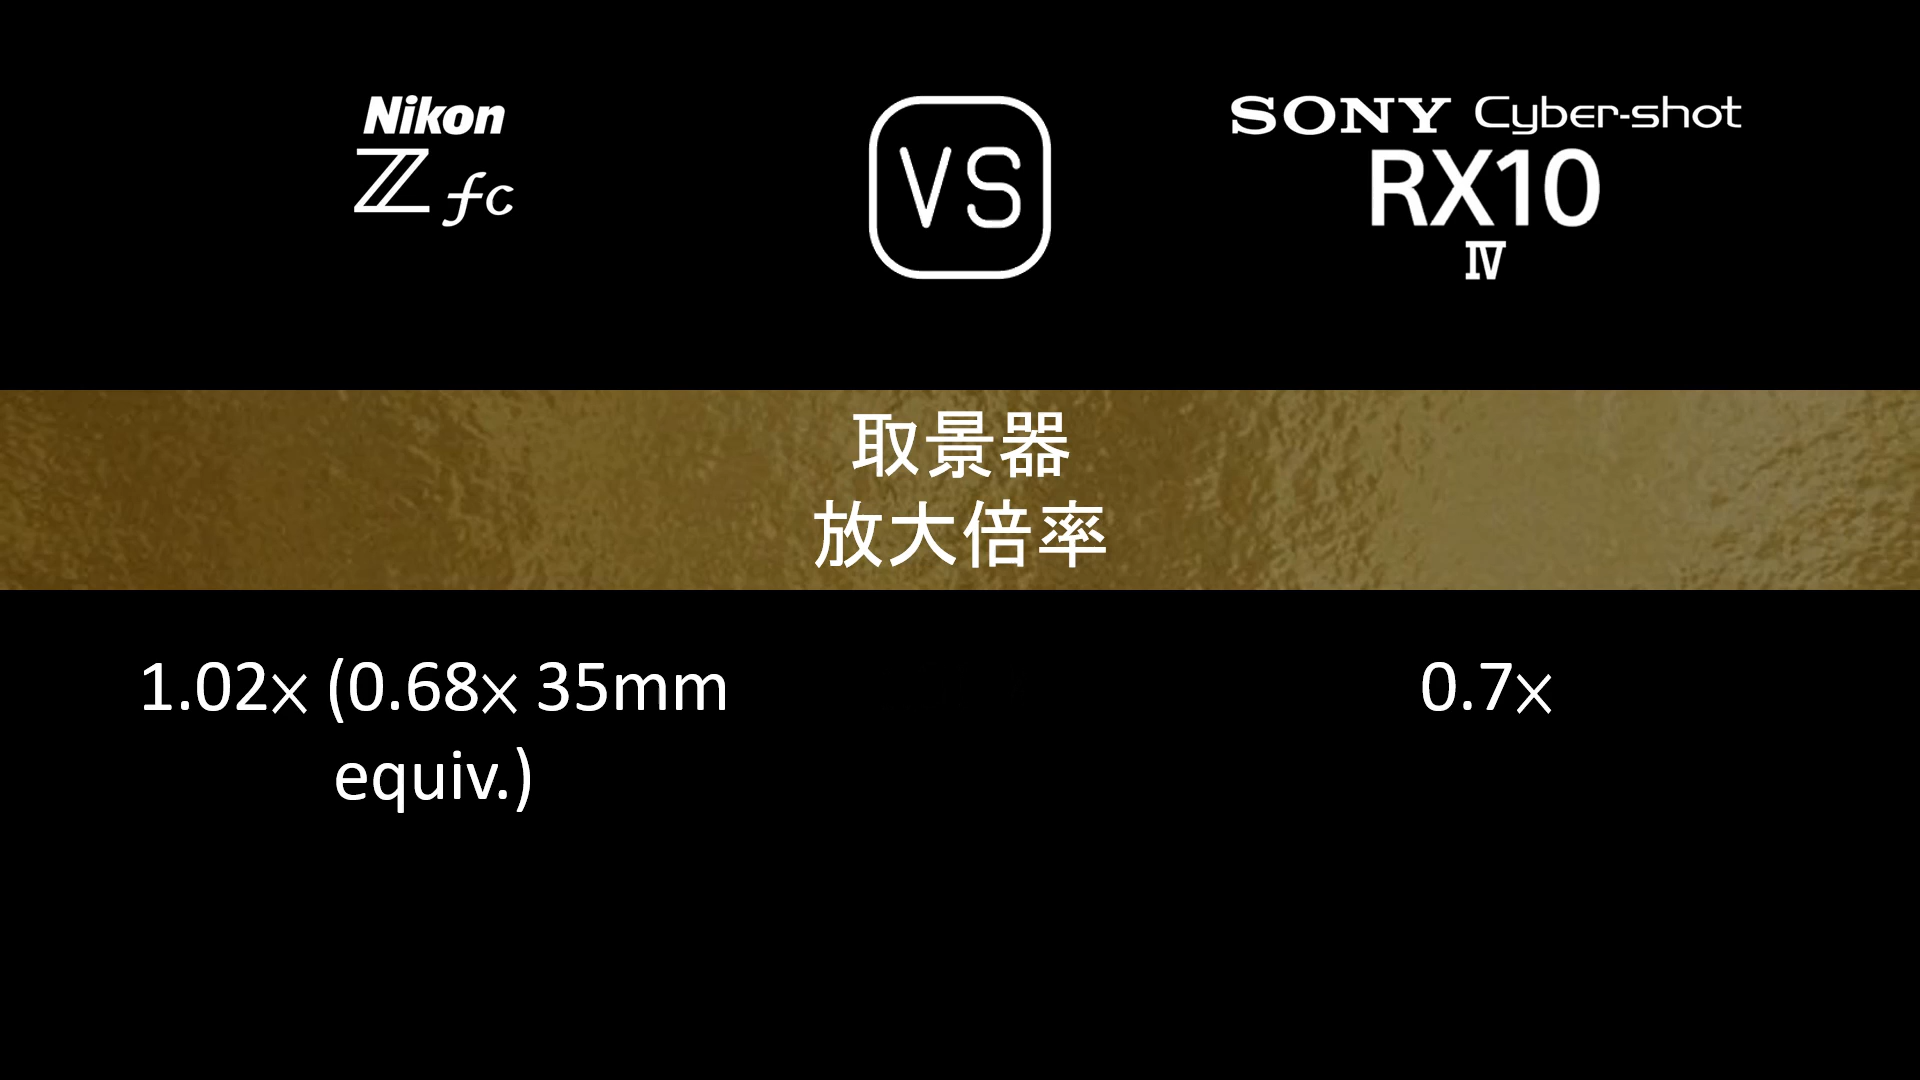 Nikon
Z fc
VS
SONY Cyber-shot
RX10
IV
取景器
放大倍率
1.02x (0.68x 35mm
equiv.)
0.7x